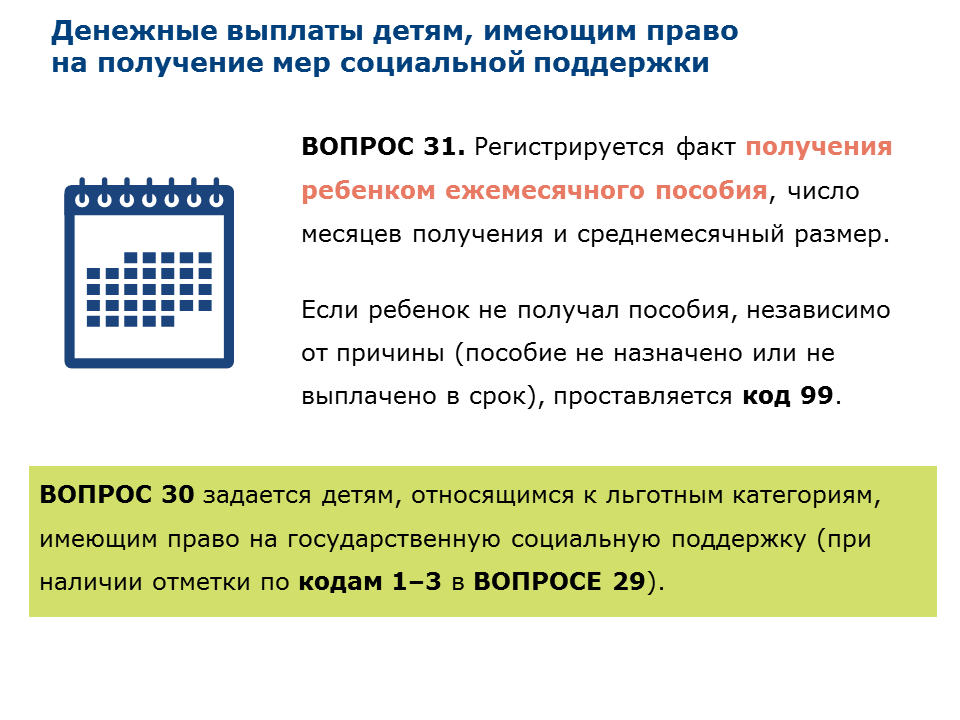 Денежные выплаты детям, имеющим право
на получение мер социальной поддержки
ВОПРОС 31. Регистрируется факт получения
ребенком ежемесячного пособия, число
месяцев получения и среднемесячный размер.
Если ребенок не получал пособия, независимо
от причины (пособие не назначено или не
выплачено в срок), проставляется код 99.
ВОПРОС 30 задается детям, относящимся к льготным категориям,
имеющим право на государственную социальную поддержку (при
наличии отметки по кодам 1–3 в ВОПРОСЕ 29).